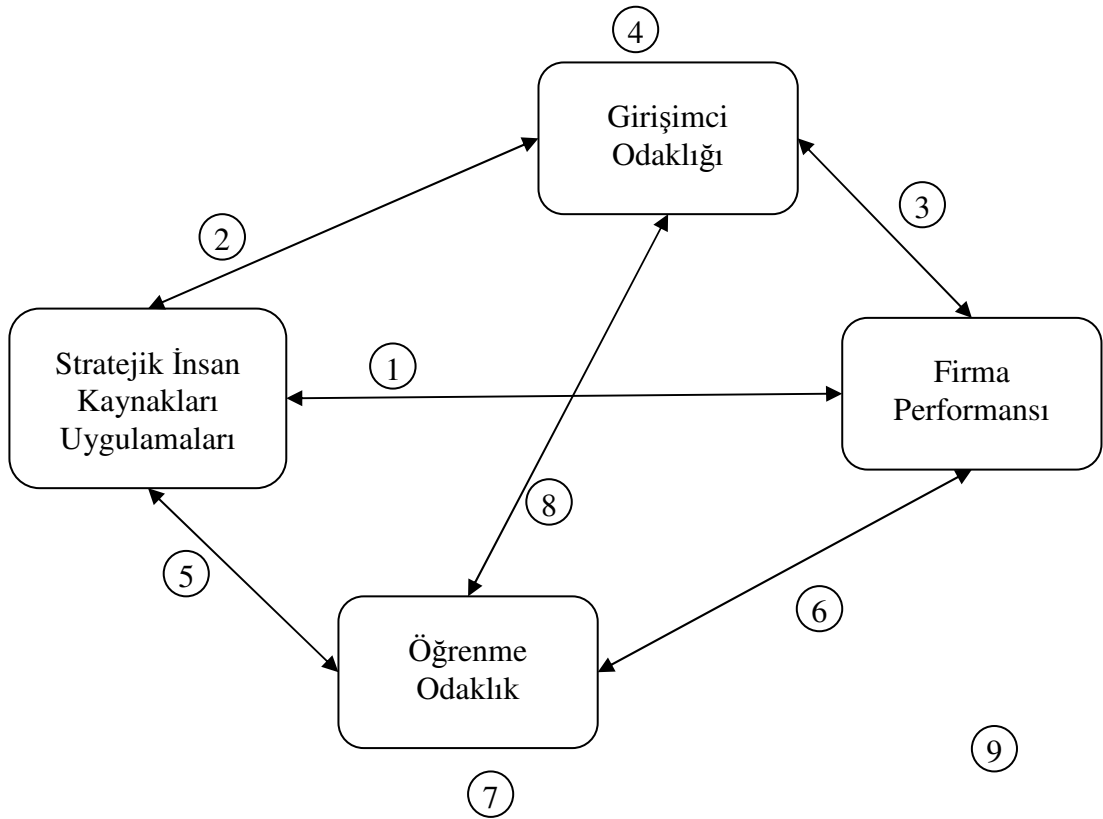 4
Girişimci
Odaklığı
3
2
Stratejik İnsan
Kaynakları
Uygulamaları
1
Firma
Performansı
8
5
6
Öğrenme
Odaklık
9
7